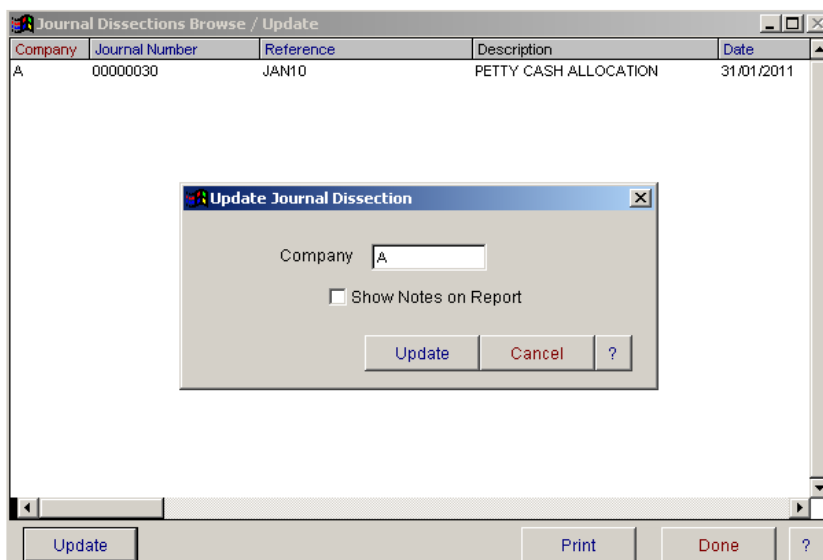 Journal Dissections Browse / Update
Company Journal Number Reference Description Date
A 00000030 JAN10 PETTY CASH ALLOCATION 31/01/2011
Update Journal Dissection
Company A
Show Notes on Report
Update Cancel ?
Update Print Done ?